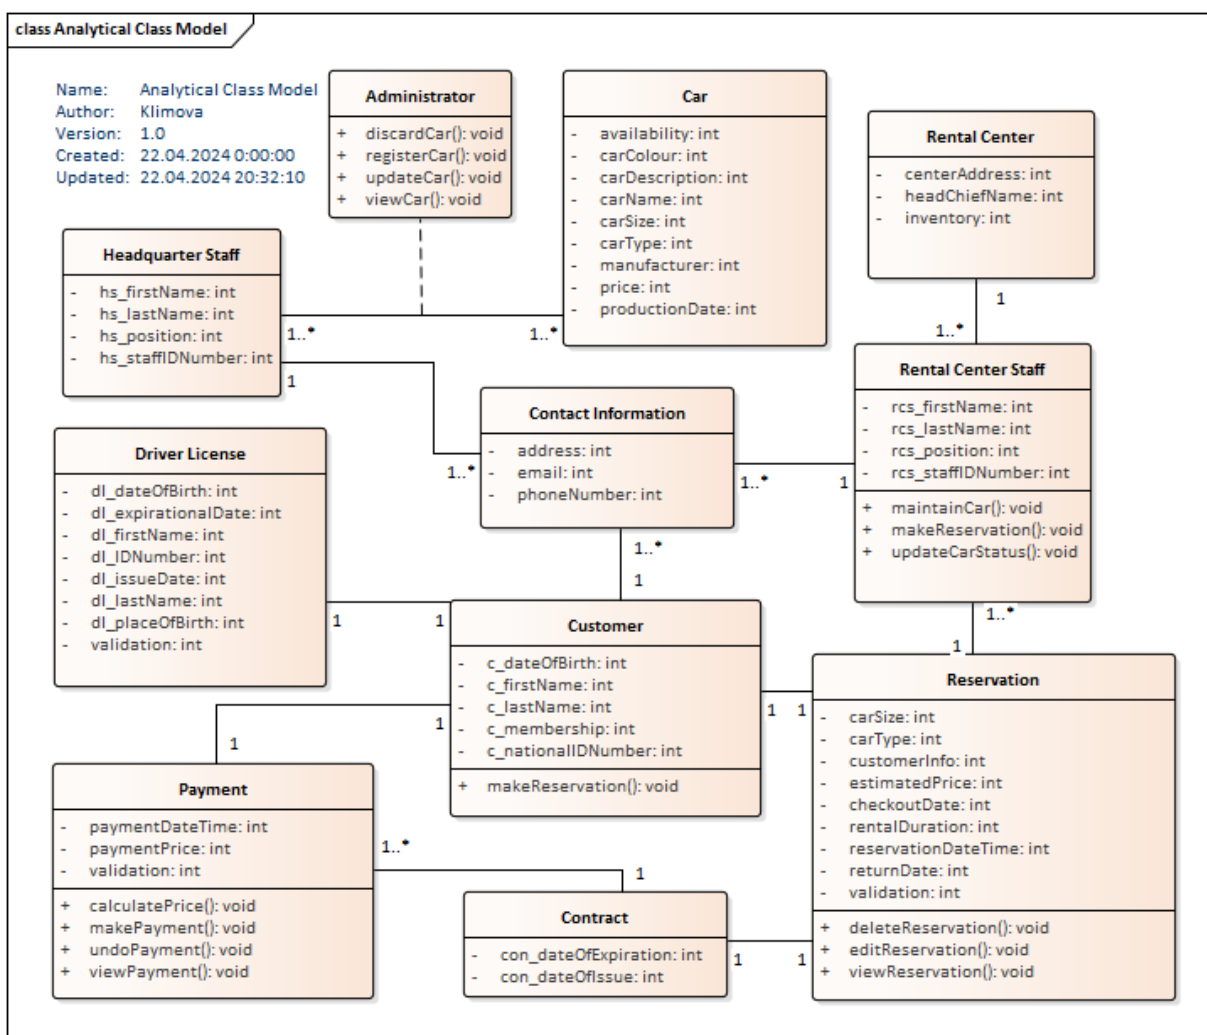 class Analytical Class Model
Name: Analytical Class Model
Author: Klimova
Version: 1.0
Created: 22.04.2024 0:00:00
Updated: 22.04.2024 20:32:10
Administrator
+ discardCar(): void
+ registerCar(): void
+ updateCar(): void
+ viewCar(): void
Car
- availability: int
- carColour: int
- carDescription: int
- carName: int
- carSize: int
- carType: int
- manufacturer: int
- price: int
- productionDate: int
Rental Center
- centerAddress: int
- headChiefName: int
- inventory: int
Headquarter Staff
- hs_firstName: int
- hs_lastName: int
- hs_position: int
- hs_staffIDNumber: int
1..*
1..*
1
1
1..*
Rental Center Staff
- rcs_firstName: int
- rcs_lastName: int
- rcs_position: int
- rcs_staffIDNumber: int
+ maintainCar(): void
+ makeReservation(): void
+ updateCarStatus(): void
Contact Information
- address: int
- email: int
- phoneNumber: int
1..*
1..*
1
1..*
1
Driver License
- dl_dateOfBirth: int
- dl_expirationalDate: int
- dl_firstName: int
- dl_IDNumber: int
- dl_issueDate: int
- dl_lastName: int
- dl_placeOfBirth: int
- validation: int
1
1
Customer
- c_dateOfBirth: int
- c_firstName: int
- c_lastName: int
- c_membership: int
- c_nationalIDNumber: int
+ makeReservation(): void
1..*
1
1
1
1
1
Reservation
- carSize: int
- carType: int
- customerInfo: int
- estimatedPrice: int
- checkoutDate: int
- rentalDuration: int
- reservationDateTime: int
- returnDate: int
- validation: int
+ deleteReservation(): void
+ editReservation(): void
+ viewReservation(): void
Payment
- paymentDateTime: int
- paymentPrice: int
- validation: int
+ calculatePrice(): void
+ makePayment(): void
+ undoPayment(): void
+ viewPayment(): void
1..*
1
Contract
- con_dateOfExpiration: int
- con_dateOfIssue: int
1
1